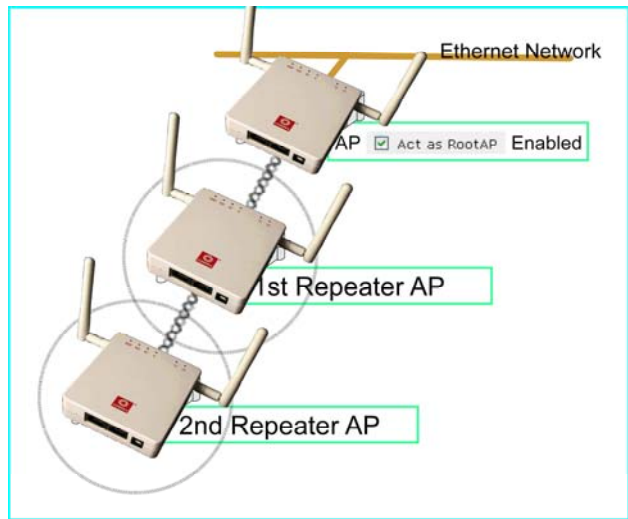 Ethernet Network
AP Act as RootAP Enabled
1st Repeater AP
2nd Repeater AP